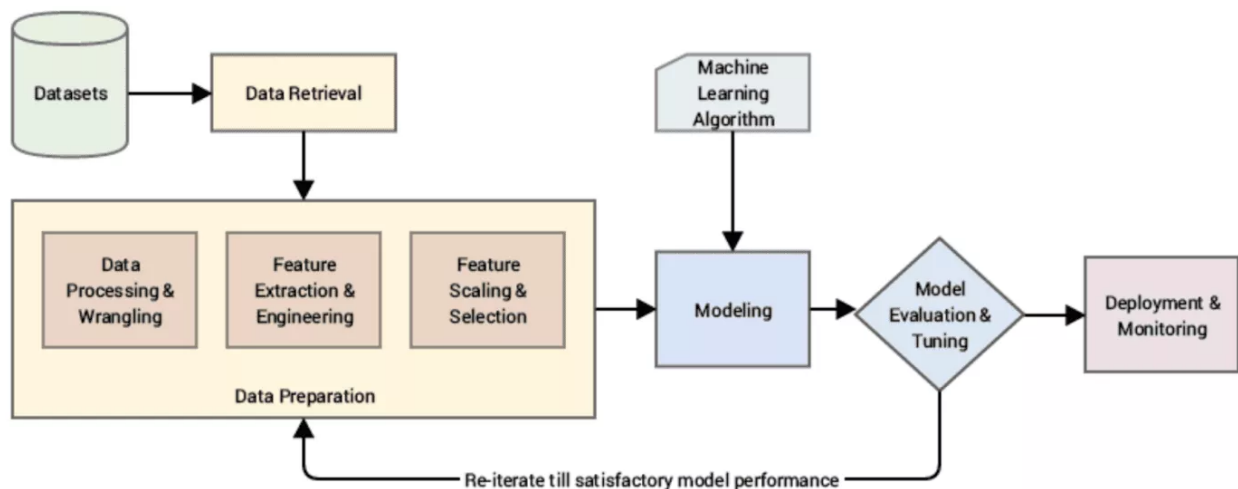 Datasets
Data Retrieval
Machine
Learning
Algorithm
Data
Processing &
Wrangling
Feature
Extraction &
Engineering
Feature
Scaling &
Selection
Data Preparation
Modeling
Model
Evaluation &
Tuning
Deployment &
Monitoring
Re-iterate till satisfactory model performance